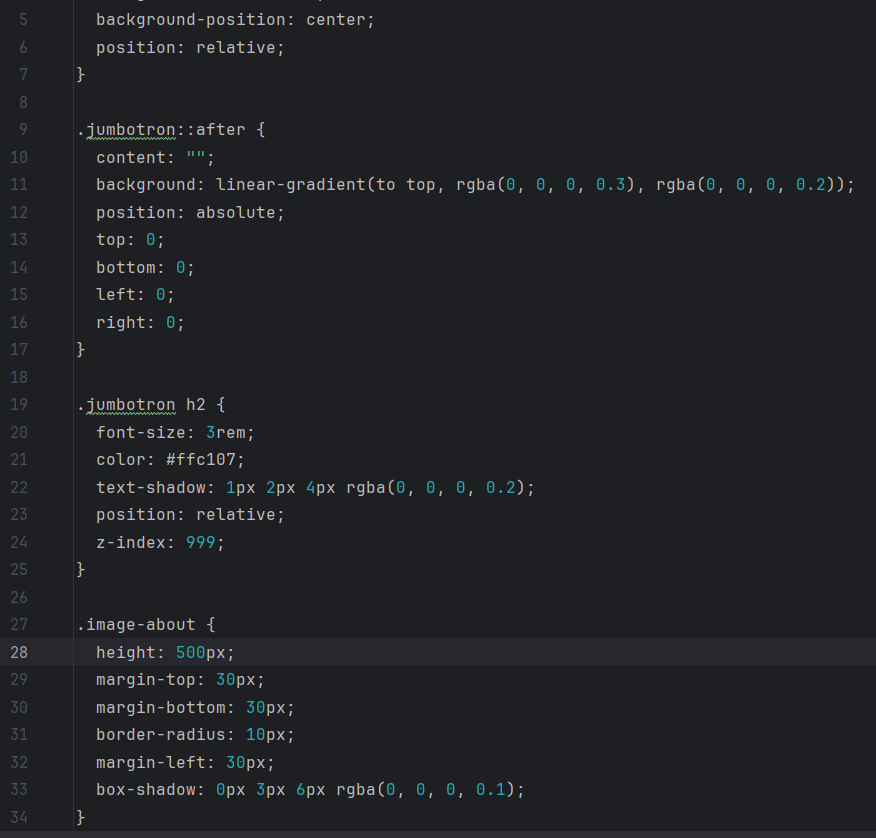 5 background-position: center;
6 position: relative;
7 }
8
9 .jumbotron::after {
10 content: "";
11 background: linear-gradient(to top, rgba(0, 0, 0, 0.3), rgba(0, 0, 0, 0.2));
12 position: absolute;
13 top: 0;
14 bottom: 0;
15 left: 0;
16 right: 0;
17 }
18
19 .jumbotron h2 {
20 font-size: 3rem;
21 color: #ffc107;
22 text-shadow: 1px 2px 4px rgba(0, 0, 0, 0.2);
23 position: relative;
24 z-index: 999;
25 }
26
27 .image-about {
28 height: 500px;
29 margin-top: 30px;
30 margin-bottom: 30px;
31 border-radius: 10px;
32 margin-left: 30px;
33 box-shadow: 0px 3px 6px rgba(0, 0, 0, 0.1);
34 }